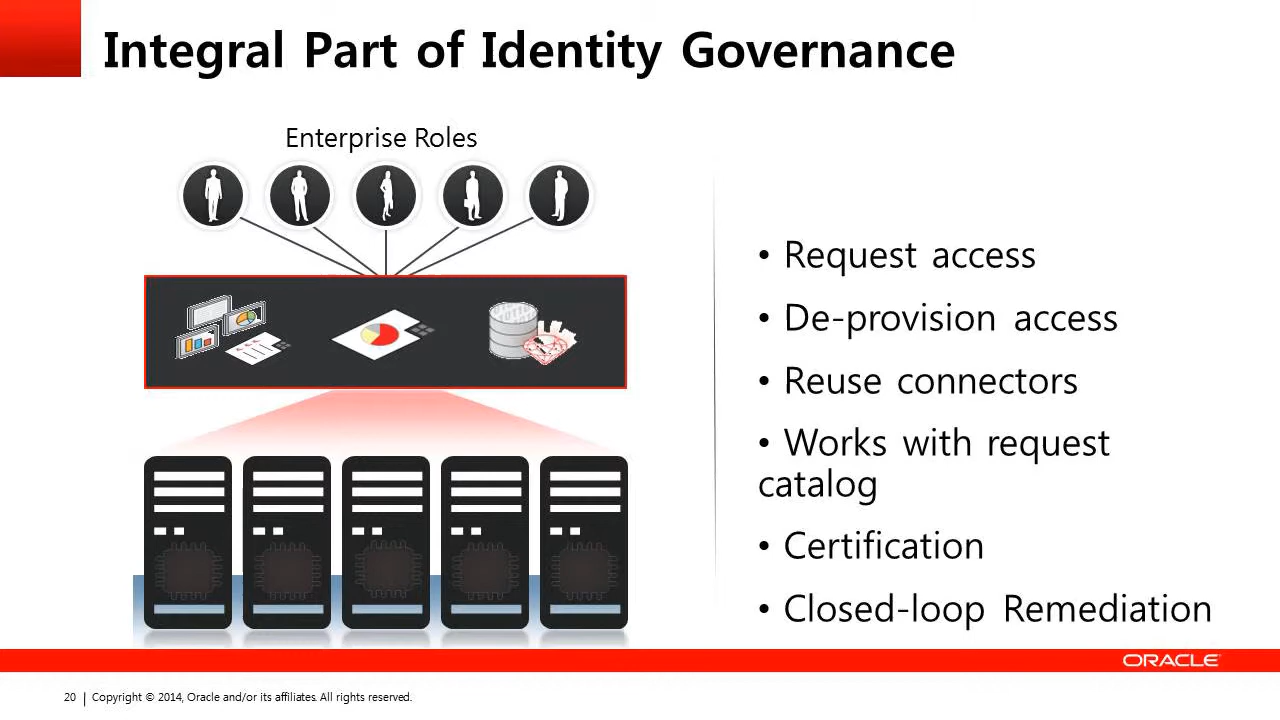 Integral Part of Identity Governance
Enterprise Roles
• Request access
• De-provision access
• Reuse connectors
• Works with request
catalog
• Certification
• Closed-loop Remediation
ORACLE
20 | Copyright © 2014, Oracle and/or its affiliates. All rights reserved.